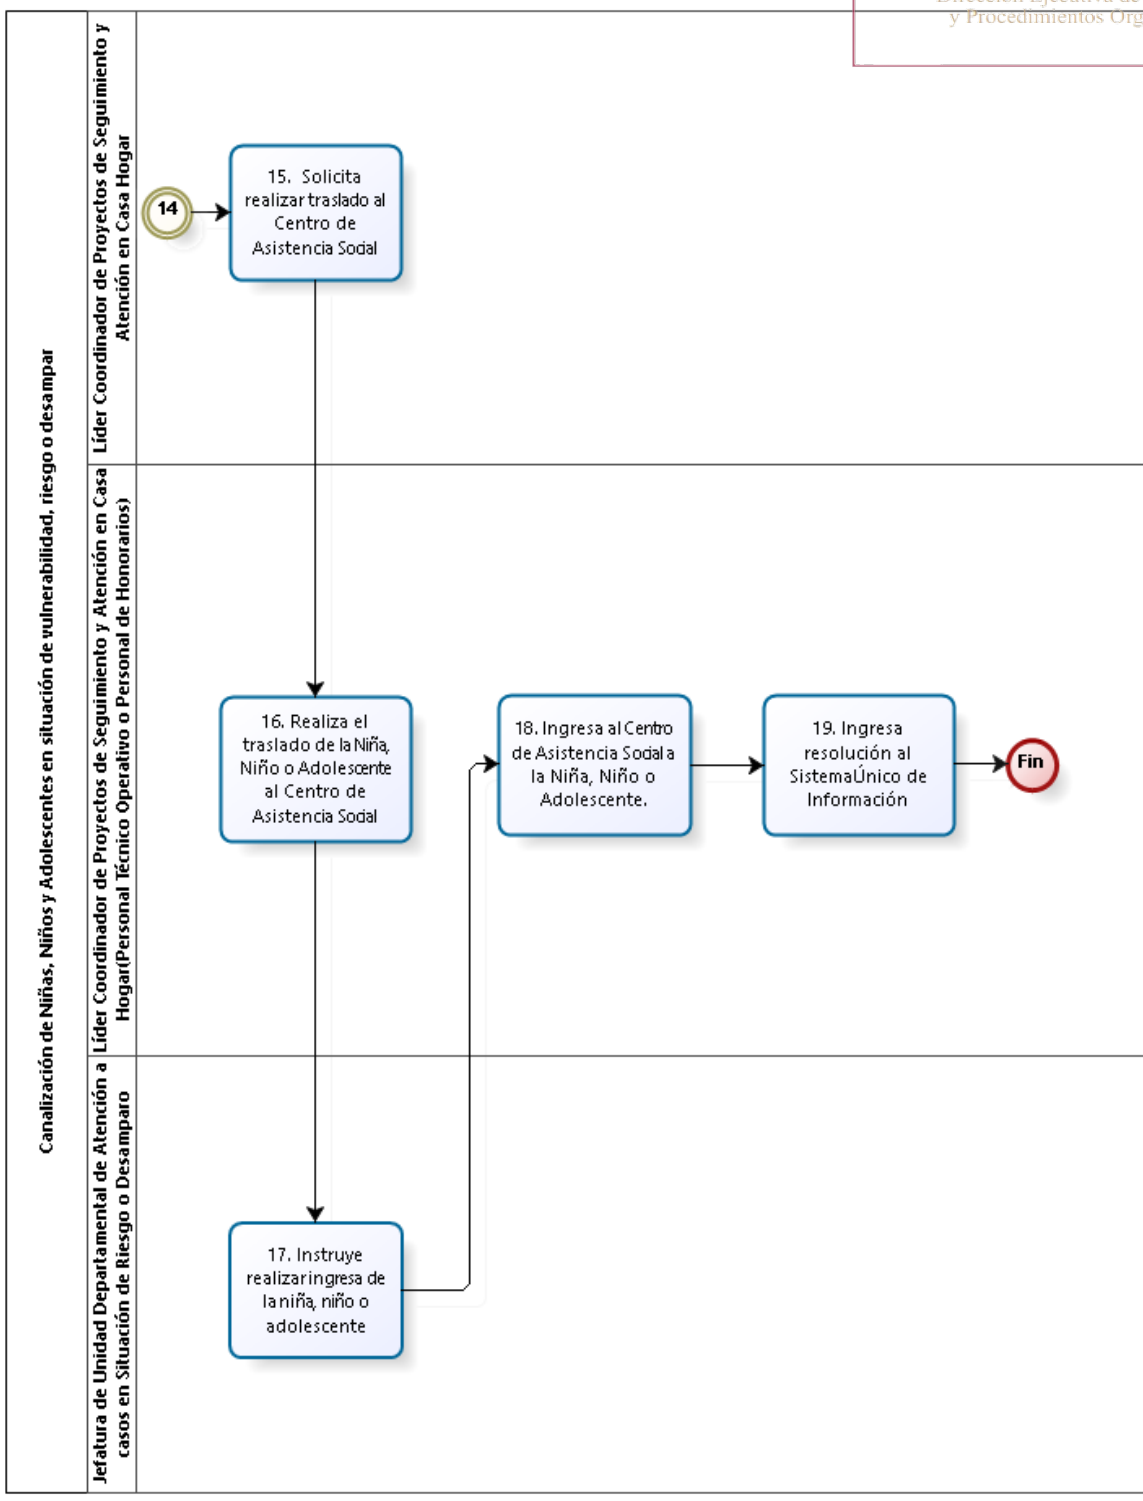 Dirección Ejecutiva de
y Procedimientos Org
Canalización de Niñas, Niños y Adolescentes en situación de vulnerabilidad, riesgo o desampar
Líder Coordinador de Proyectos de Seguimiento y
Atención en Casa Hogar
14
15. Solicita
realizar traslado al
Centro de
Asistencia Social
Líder Coordinador de Proyectos de Seguimiento y Atención en Casa
Hogar(Personal Técnico Operativo o Personal de Honorarios)
16. Realiza el
traslado de la Niña,
Niño o Adolescente
al Centro de
Asistencia Social
18. Ingresa al Centro
de Asistencia Social a
la Niña, Niño o
Adolescente.
19. Ingresa
resolución al
SistemaÚnico de
Información
Fin
Jefatura de Unidad Departamental de Atención a
casos en Situación de Riesgo o Desamparo
17. Instruye
realizar ingresa de
la niña, niño o
adolescente